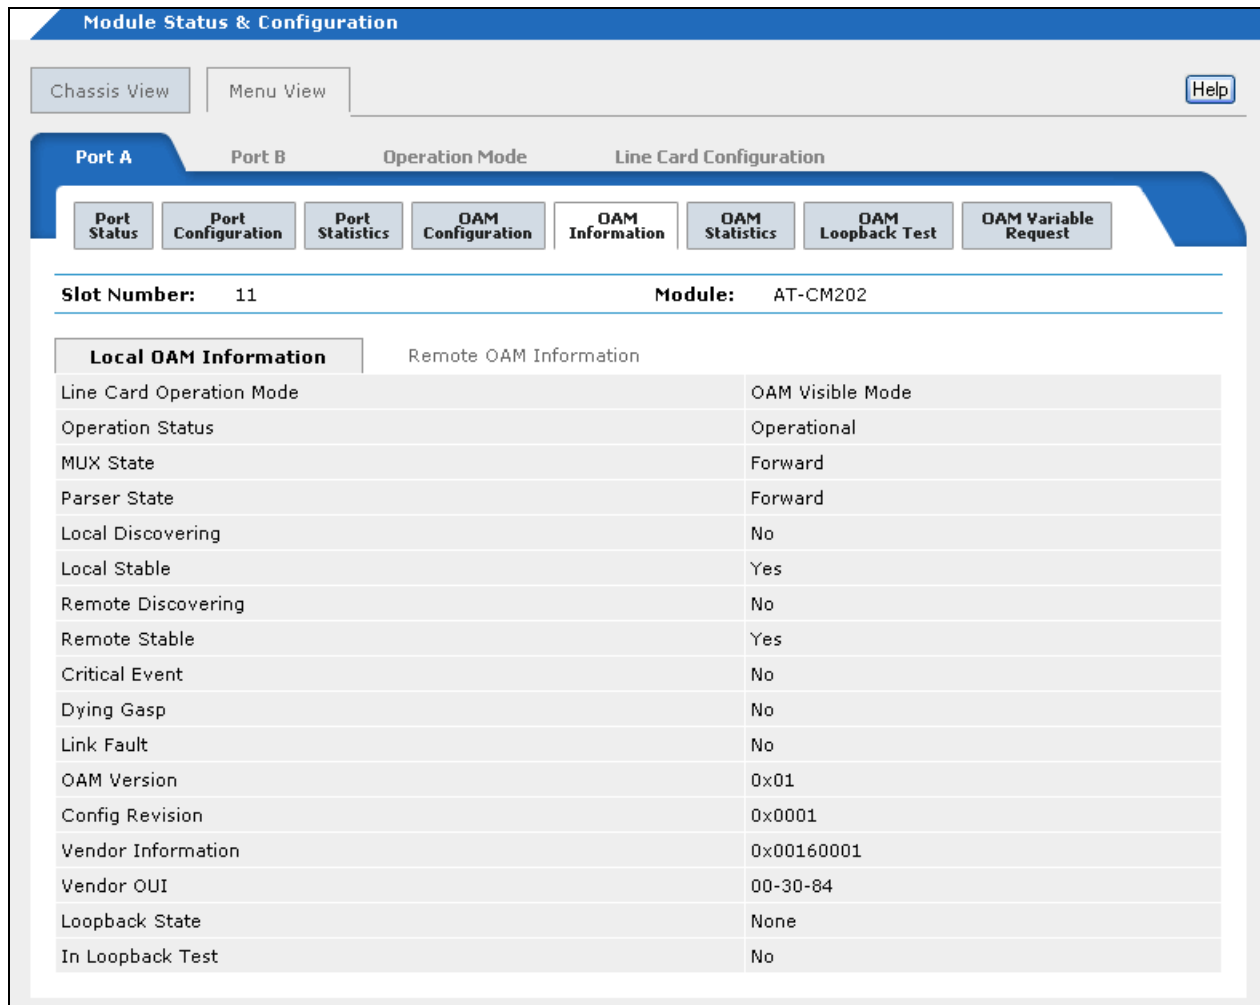 Module Status & Configuration
Chassis View Menu View Help
Port A Port B Operation Mode Line Card Configuration
Port Status Port Configuration Port Statistics OAM Configuration OAM Information OAM Statistics OAM Loopback Test OAM Variable Request
Slot Number: 11 Module: AT-CM202
Local OAM Information Remote OAM Information
Line Card Operation Mode OAM Visible Mode
Operation Status Operational
MUX State Forward
Parser State Forward
Local Discovering No
Local Stable Yes
Remote Discovering No
Remote Stable Yes
Critical Event No
Dying Gasp No
Link Fault No
OAM Version 0x01
Config Revision 0x0001
Vendor Information 0x00160001
Vendor OUI 00-30-84
Loopback State None
In Loopback Test No